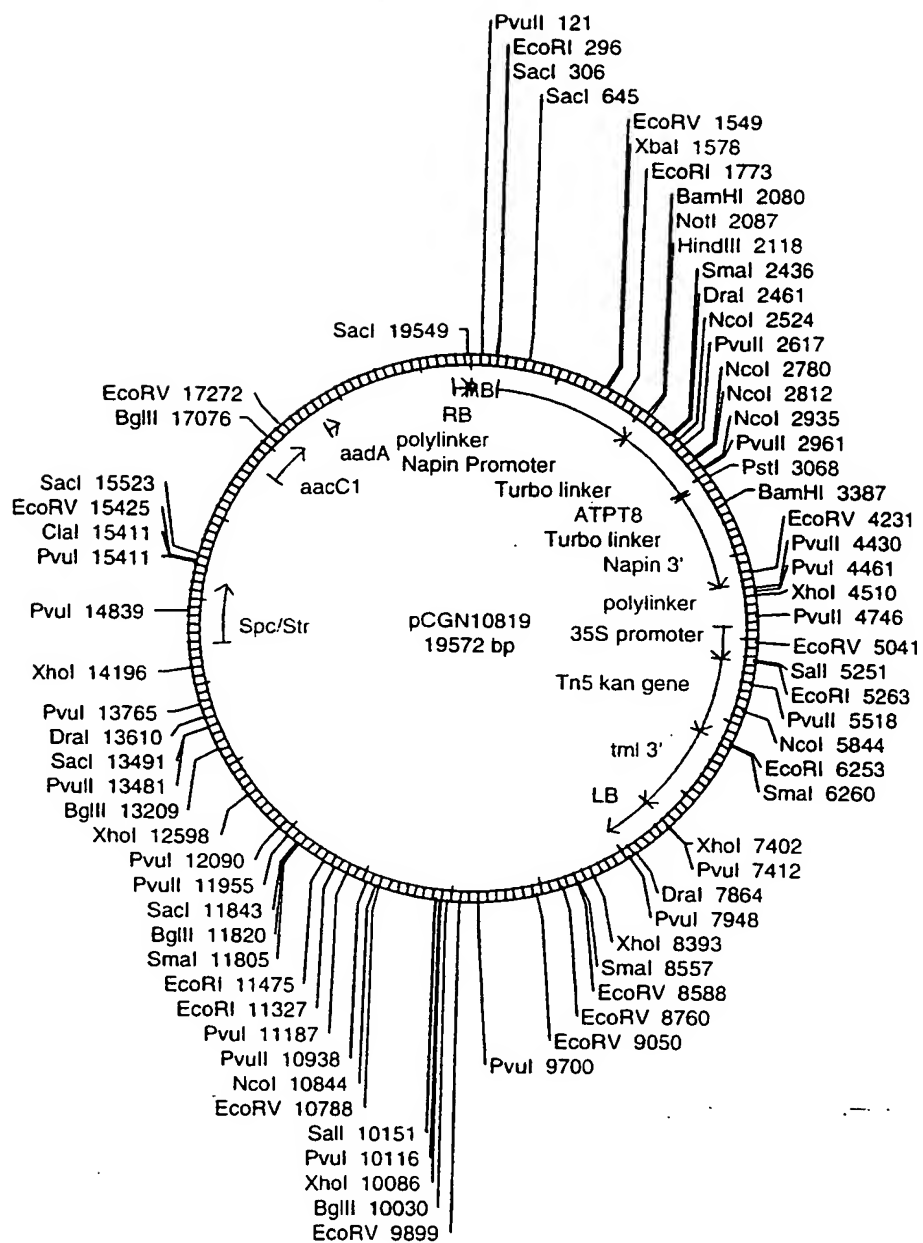 PvuII 121
EcoRI 296
SacI 306
SacI 645
EcoRV 1549
XbaI 1578
EcoRI 1773
BamHI 2080
NotI 2087
HindIII 2118
SmaI 2436
DraI 2461
NcoI 2524
PvuII 2617
NcoI 2780
NcoI 2812
NcoI 2935
PvuII 2961
PstI 3068
BamHI 3387
EcoRV 4231
PvuII 4430
PvuI 4461
XhoI 4510
PvuII 4746
EcoRV 5041
SalI 5251
EcoRI 5263
PvuII 5518
NcoI 5844
EcoRI 6253
SmaI 6260
XhoI 7402
PvuI 7412
DraI 7864
PvuI 7948
XhoI 8393
SmaI 8557
EcoRV 8588
EcoRV 8760
EcoRV 9050
PvuI 9700
EcoRV 9899
BglII 10030
XhoI 10086
PvuI 10116
SalI 10151
EcoRV 10788
NcoI 10844
PvuII 10938
PvuI 11187
EcoRI 11327
EcoRI 11475
SmaI 11805
BglII 11820
SacI 11843
PvuII 11955
PvuI 12090
XhoI 12598
BglII 13209
PvuII 13481
SacI 13491
DraI 13610
PvuI 13765
XhoI 14196
PvuI 14839
PvuI 15411
ClaI 15411
EcoRV 15425
SacI 15523
BglII 17076
EcoRV 17272
SacI 19549
RB
polylinker
Napin Promoter
Turbo linker
ATPT8
Turbo linker
Napin 3'
polylinker
35S promoter
Tn5 kan gene
tml 3'
LB
Spc/Str
aacC1
aadA
pCGN10819
19572 bp